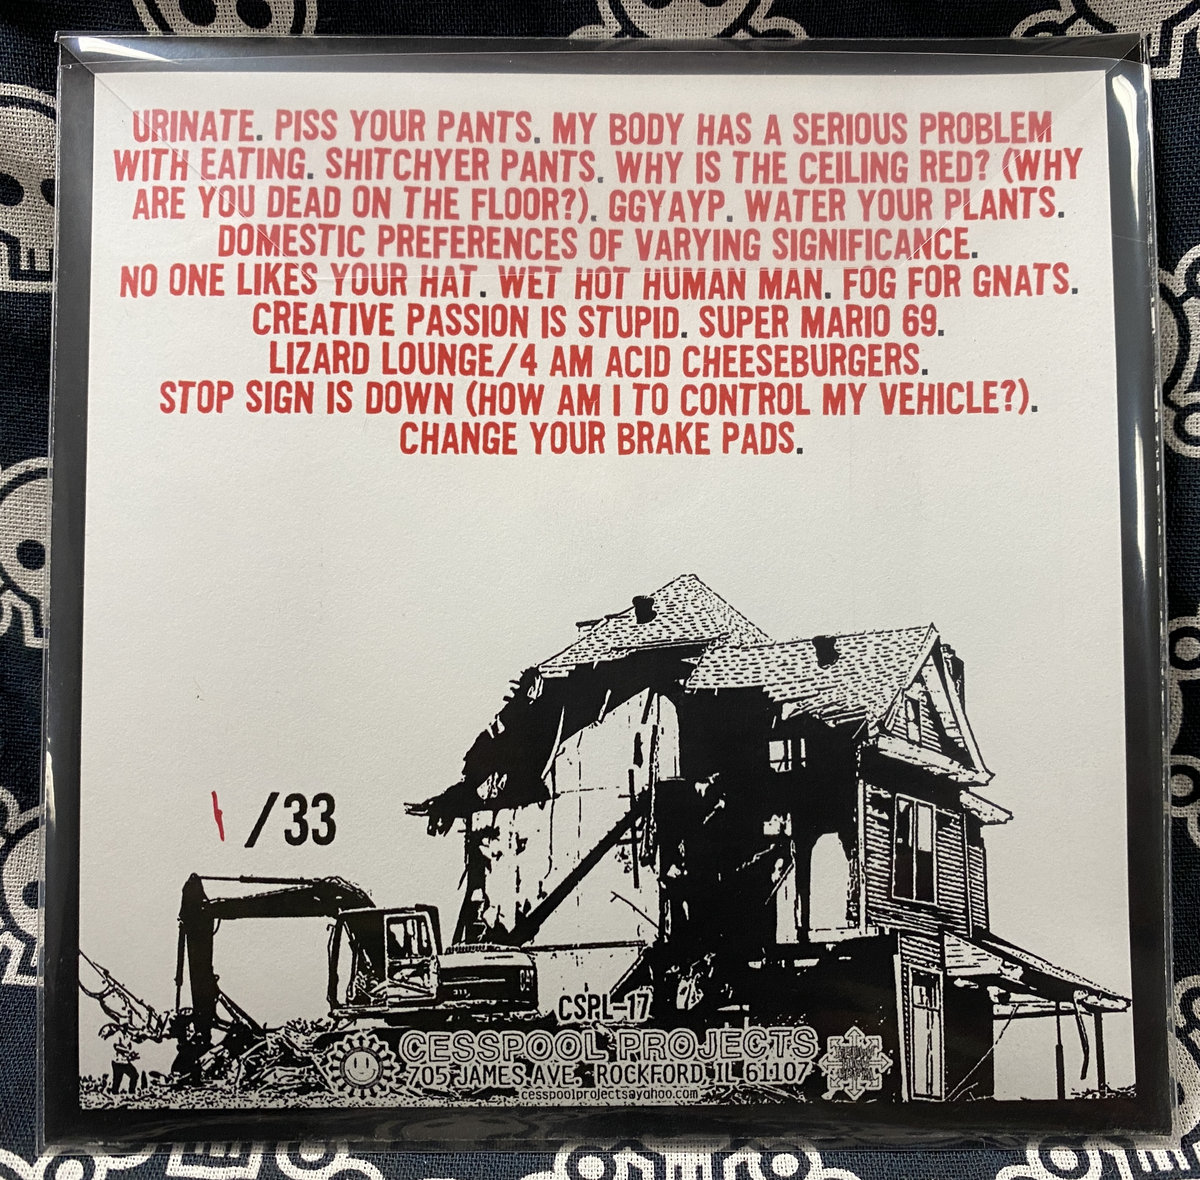 URINATE. PISS YOUR PANTS. MY BODY HAS A SERIOUS PROBLEM
WITH EATING. SHITCHYER PANTS. WHY IS THE CEILING RED? (WHY
ARE YOU DEAD ON THE FLOOR?). GGYAYP. WATER YOUR PLANTS.
DOMESTIC PREFERENCES OF VARYING SIGNIFICANCE.
NO ONE LIKES YOUR HAT. WET HOT HUMAN MAN. FOG FOR GNATS.
CREATIVE PASSION IS STUPID. SUPER MARIO 69.
LIZARD LOUNGE/4 AM ACID CHEESEBURGERS.
STOP SIGN IS DOWN (HOW AM I TO CONTROL MY VEHICLE?).
CHANGE YOUR BRAKE PADS.
1/33
CSPL-17
CESSPOOL PROJECTS
705 JAMES AVE. ROCKFORD, IL 61107
cesspoolprojectsayahoo.com